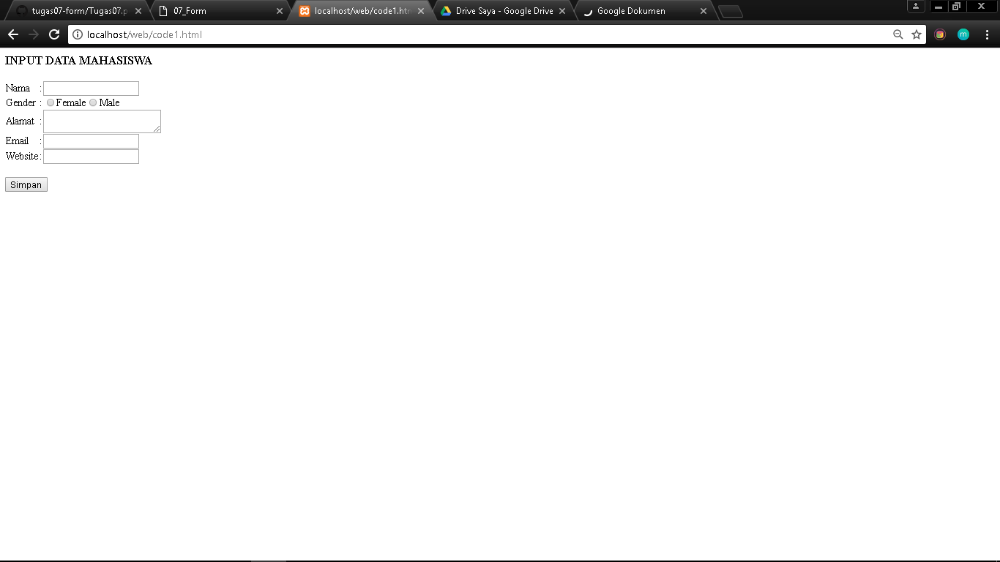 tugas07-form/Tugas07.p
07_Form
localhost/web/code1.htm
Drive Saya - Google Drive
Google Dokumen
localhost/web/code1.html
m
INPUT DATA MAHASISWA
Nama :
Gender : Female Male
Alamat :
Email :
Website :
Simpan